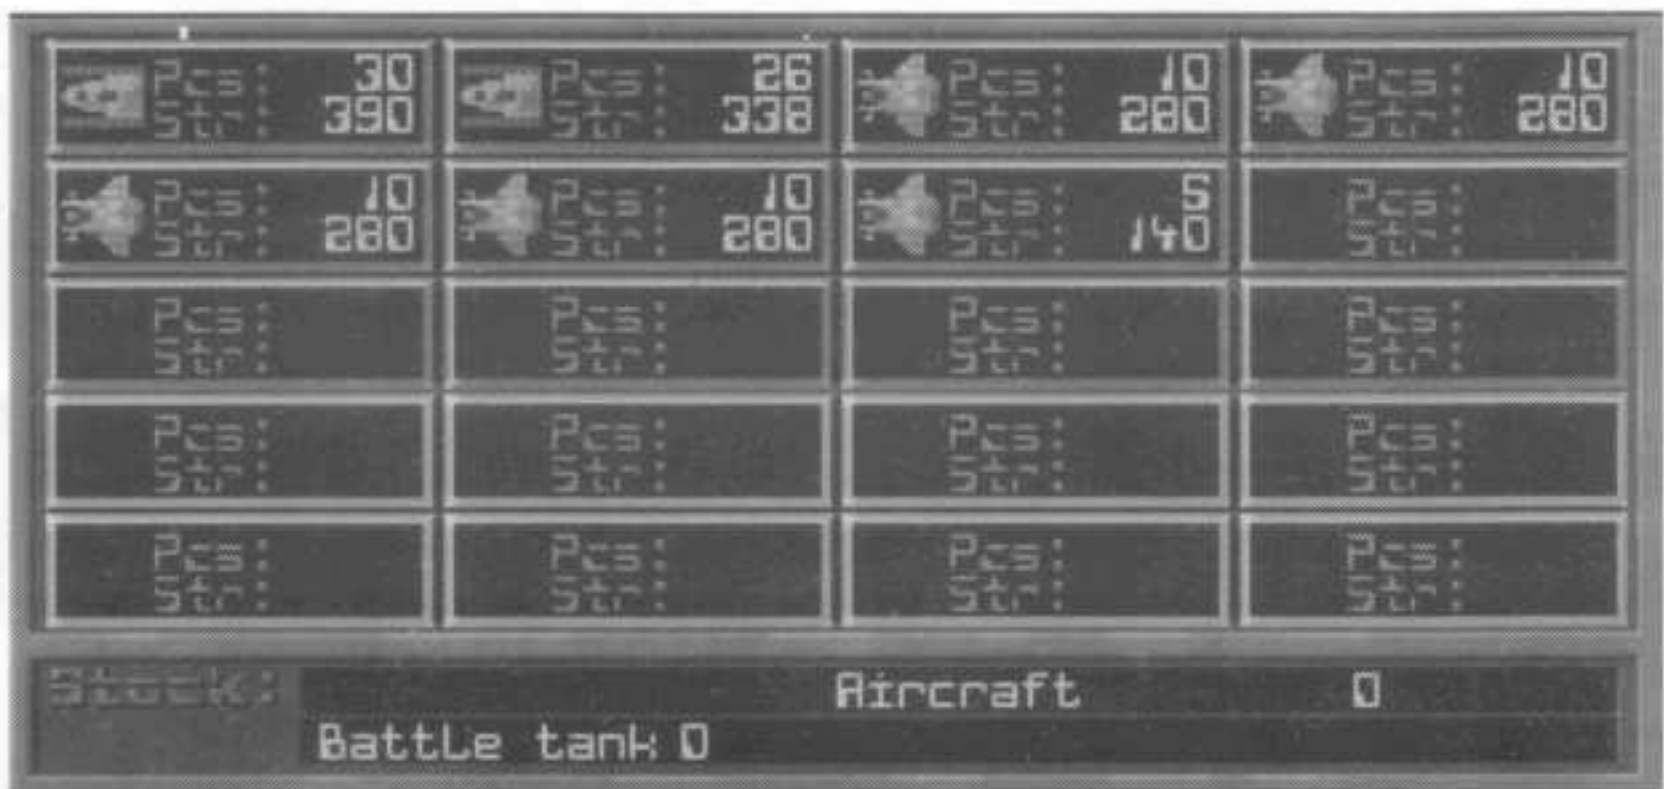 Pcs: 30 Pcs: 26 Pcs: 10 Pcs: 10
Str: 390 Str: 338 Str: 280 Str: 280
Pcs: 10 Pcs: 10 Pcs: 5 Pcs:
Str: 280 Str: 280 Str: 140 Str:
Pcs: Pcs: Pcs: Pcs:
Str: Str: Str: Str:
Pcs: Pcs: Pcs: Pcs:
Str: Str: Str: Str:
Pcs: Pcs: Pcs: Pcs:
Str: Str: Str: Str:
Stock: Aircraft 0
Battle tank 0